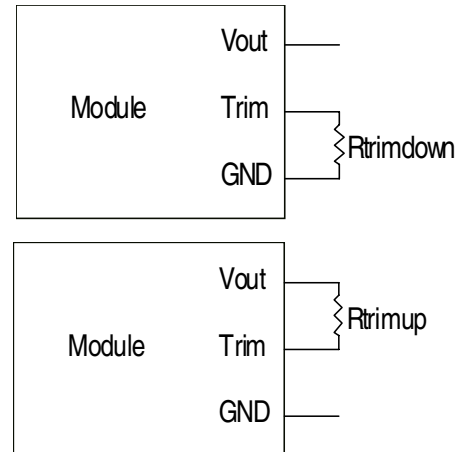 Vout
Module Trim
Rtrimdown
GND
Vout
Rtrimup
Module Trim
GND